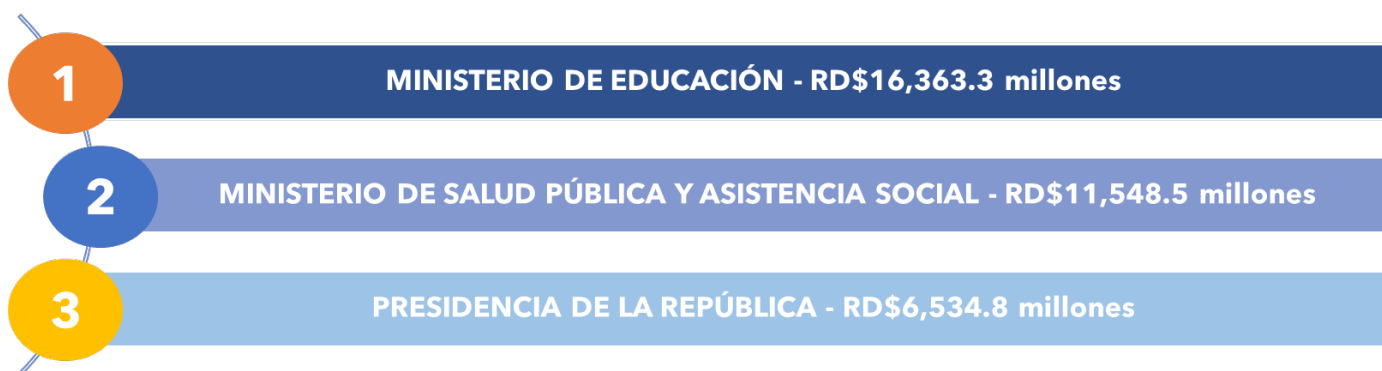 1
MINISTERIO DE EDUCACIÓN - RD$16,363.3 millones
2
MINISTERIO DE SALUD PÚBLICA Y ASISTENCIA SOCIAL - RD$11,548.5 millones
3
PRESIDENCIA DE LA REPÚBLICA - RD$6,534.8 millones